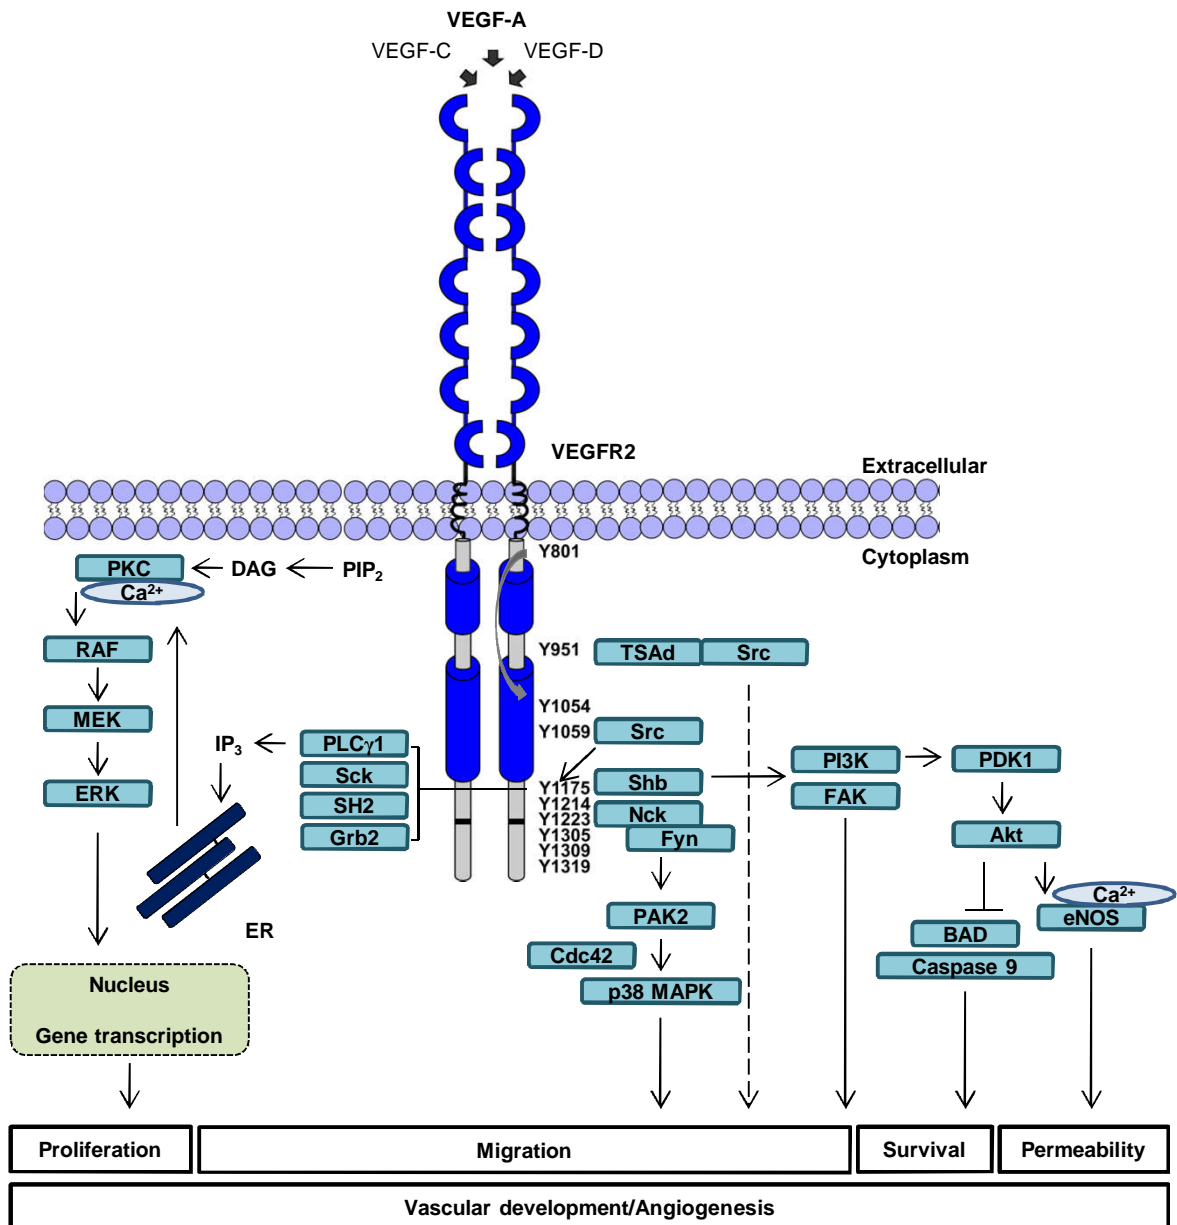 VEGF-A
VEGF-C
VEGF-D
VEGFR2
Extracellular
Cytoplasm
Y801
PKC
DAG
PIP₂
Ca²⁺
RAF
Y951
TSAd
Src
MEK
Y1054
Y1059
Src
IP₃
PLCγ1
PI3K
PDK1
Sck
Y1175
Shb
ERK
FAK
SH2
Y1214
Nck
Y1223
Grb2
Y1305
Fyn
Akt
Y1309
Y1319
Ca²⁺
PAK2
eNOS
ER
BAD
Cdc42
Caspase 9
Nucleus
p38 MAPK
Gene transcription
Proliferation
Migration
Survival
Permeability
Vascular development/Angiogenesis